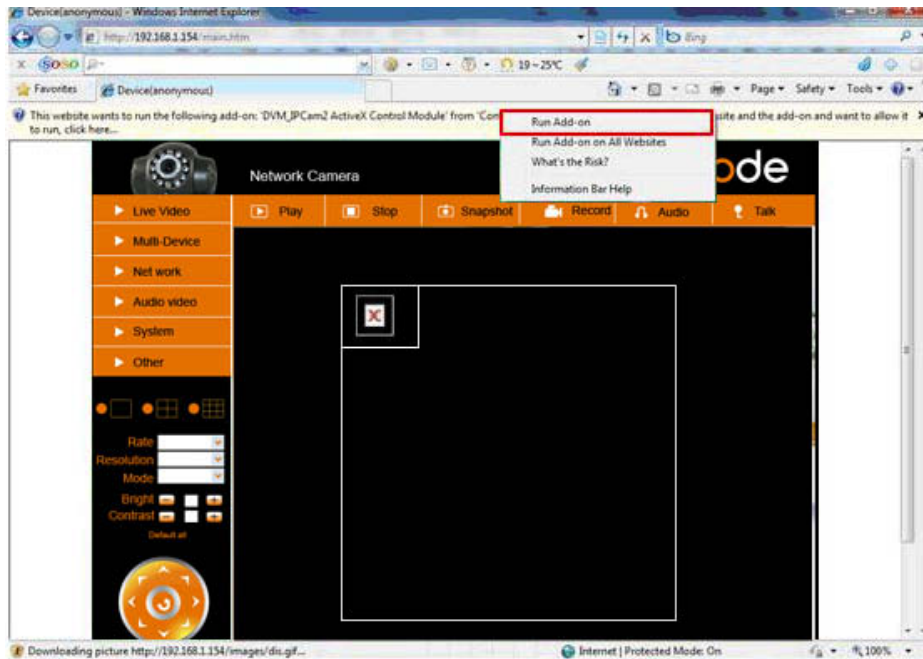 Device(anonymous) - Windows Internet Explorer
http://192.168.1.154/main.htm
Bing
x SOSO 19~25℃
Favorites Device(anonymous) Page Safety Tools
This website wants to run the following add-on: 'DVM_IPCam2 ActiveX Control Module' from 'Con site and the add-on and want to allow it
to run, click here...
Run Add-on
Run Add-on on All Websites
What's the Risk?
Information Bar Help
Network Camera
ode
Live Video Play Stop Snapshot Record Audio Talk
Multi-Device
Net work
Audio video
System
Other
Rate
Resolution
Mode
Bright
Contrast
Default all
Downloading picture http://192.168.1.154/images/dis.gif... Internet | Protected Mode: On 100%